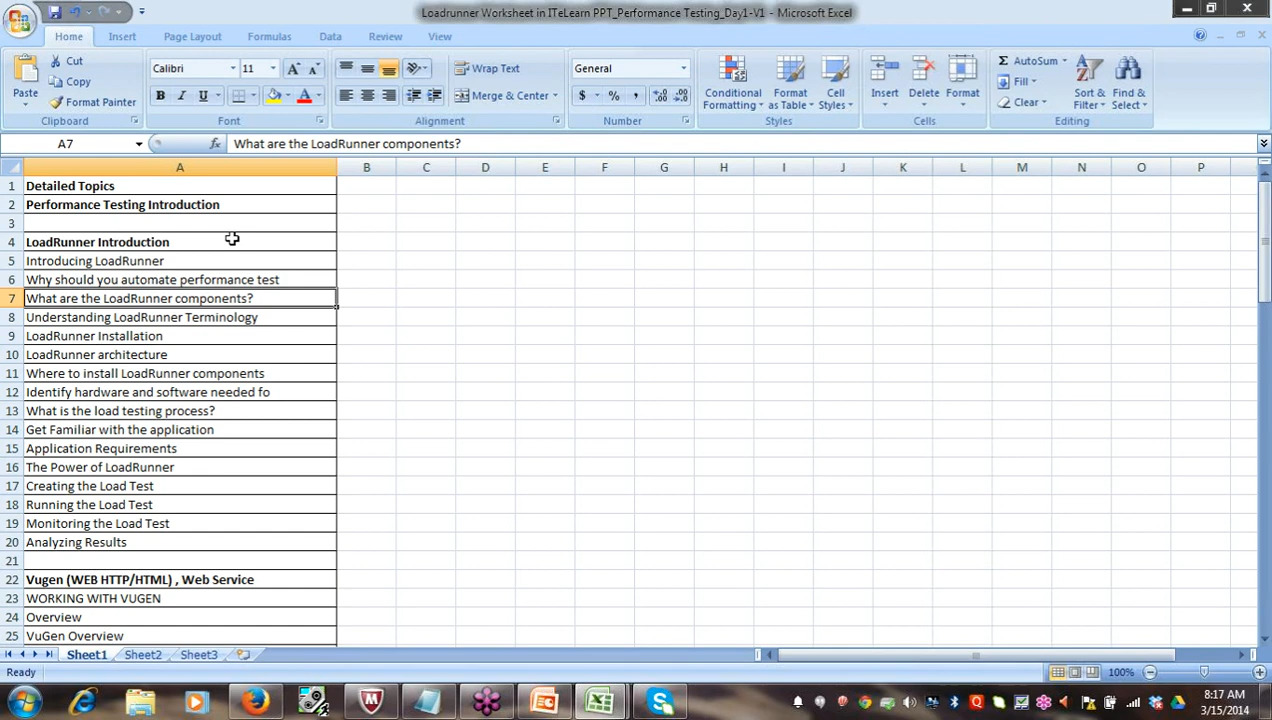 Loadrunner Worksheet in ITeLearn PPT_Performance Testing_Day1-V1 - Microsoft Excel
Home Insert Page Layout Formulas Data Review View
Paste
Cut
Copy
Format Painter
Clipboard
Calibri 11
B I U
Font
Wrap Text
Merge & Center
Alignment
General
$ % ,
Number
Conditional Formatting
Format as Table
Cell Styles
Styles
Insert Delete Format
Cells
AutoSum
Fill
Clear
Sort & Filter
Find & Select
Editing
A7 fx What are the LoadRunner components?
A B C D E F G H I J K L M N O P
1 Detailed Topics
2 Performance Testing Introduction
3
4 LoadRunner Introduction
5 Introducing LoadRunner
6 Why should you automate performance test
7 What are the LoadRunner components?
8 Understanding LoadRunner Terminology
9 LoadRunner Installation
10 LoadRunner architecture
11 Where to install LoadRunner components
12 Identify hardware and software needed fo
13 What is the load testing process?
14 Get Familiar with the application
15 Application Requirements
16 The Power of LoadRunner
17 Creating the Load Test
18 Running the Load Test
19 Monitoring the Load Test
20 Analyzing Results
21
22 Vugen (WEB HTTP/HTML) , Web Service
23 WORKING WITH VUGEN
24 Overview
25 VuGen Overview
Sheet1 Sheet2 Sheet3
Ready 100%
8:17 AM
3/15/2014